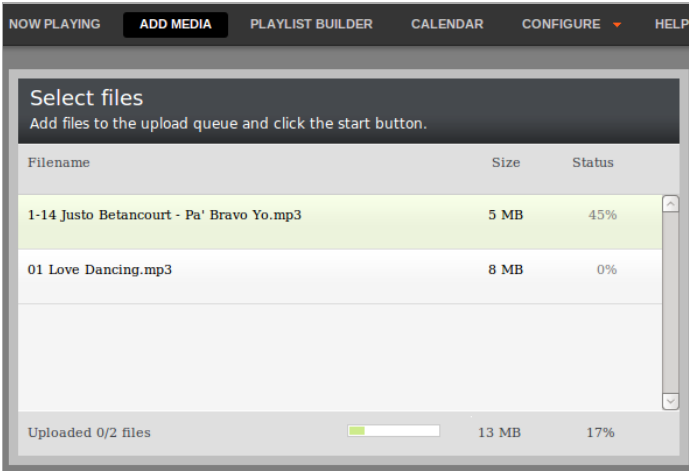 NOW PLAYING ADD MEDIA PLAYLIST BUILDER CALENDAR CONFIGURE HELP
Select files
Add files to the upload queue and click the start button.
Filename Size Status
1-14 Justo Betancourt - Pa' Bravo Yo.mp3 5 MB 45%
01 Love Dancing.mp3 8 MB 0%
Uploaded 0/2 files 13 MB 17%